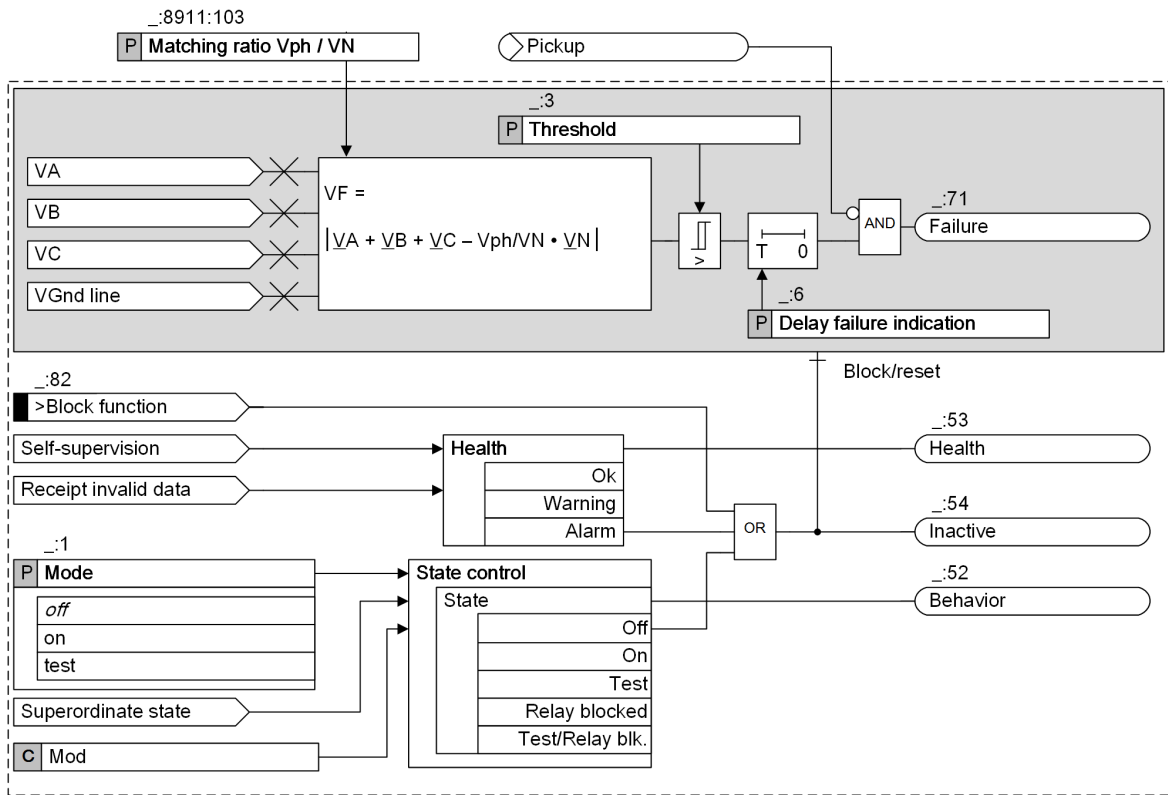 _:8911:103
P Matching ratio Vph / VN
Pickup
_:3
P Threshold
VA
VB
VC
VGnd line
VF =
|VA + VB + VC – Vph/VN • VN|
>
T 0
AND
_:71
Failure
_:6
P Delay failure indication
Block/reset
_:82
>Block function
Self-supervision
Receipt invalid data
Health
Ok
Warning
Alarm
OR
_:53
Health
_:54
Inactive
_:52
Behavior
_:1
P Mode
off
on
test
Superordinate state
C Mod
State control
State
Off
On
Test
Relay blocked
Test/Relay blk.